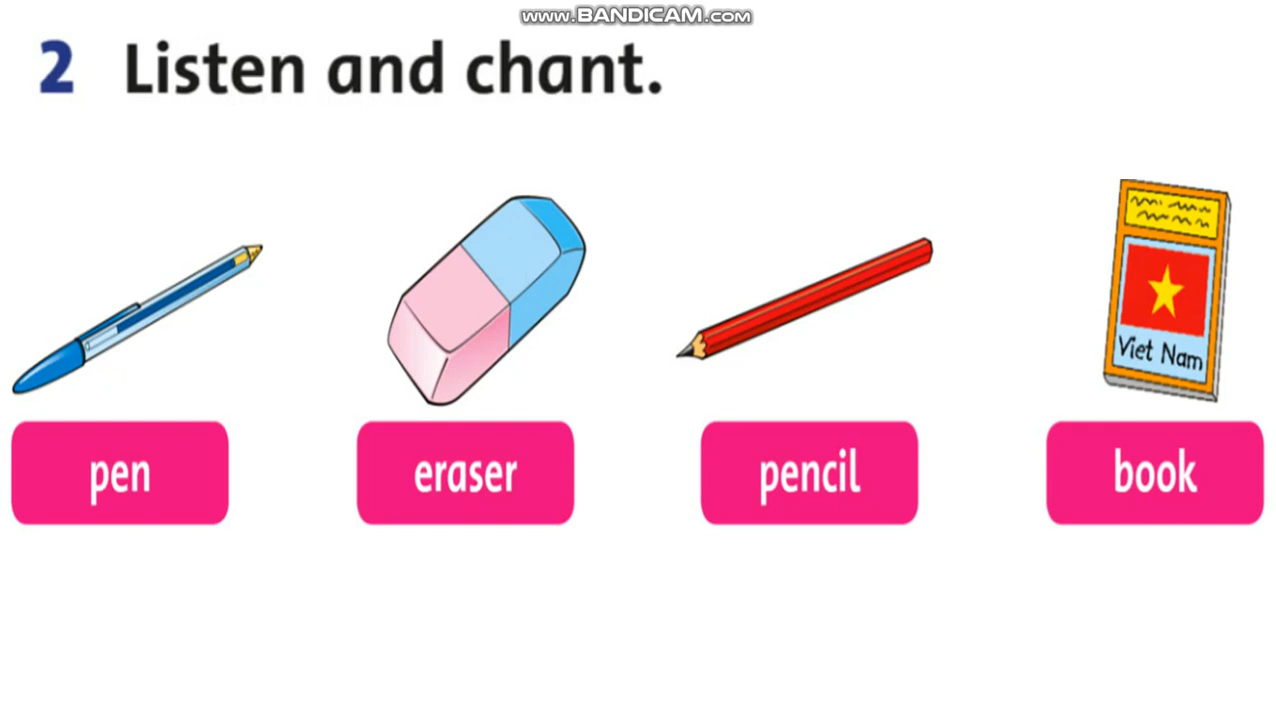 www.BANDICAM.com
2 Listen and chant.
Viet Nam
pen
eraser
pencil
book